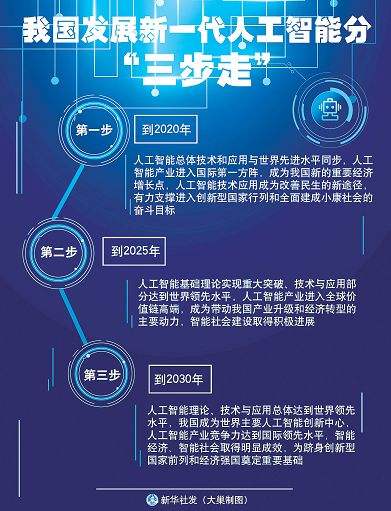 我国发展新一代人工智能分
“三步走”
第一步
到2020年
人工智能总体技术和应用与世界先进水平同步，人工
智能产业进入国际第一方阵，成为我国新的重要经济
增长点，人工智能技术应用成为改善民生的新途径，
有力支撑进入创新型国家行列和全面建成小康社会的
奋斗目标
第二步
到2025年
人工智能基础理论实现重大突破、技术与应用部
分达到世界领先水平，人工智能产业进入全球价
值链高端，成为带动我国产业升级和经济转型的
主要动力，智能社会建设取得积极进展
第三步
到2030年
人工智能理论、技术与应用总体达到世界领先
水平，我国成为世界主要人工智能创新中心，
人工智能产业竞争力达到国际领先水平，智能
经济、智能社会取得明显成效，为跻身创新型
国家前列和经济强国奠定重要基础
新华社发（大巢制图）